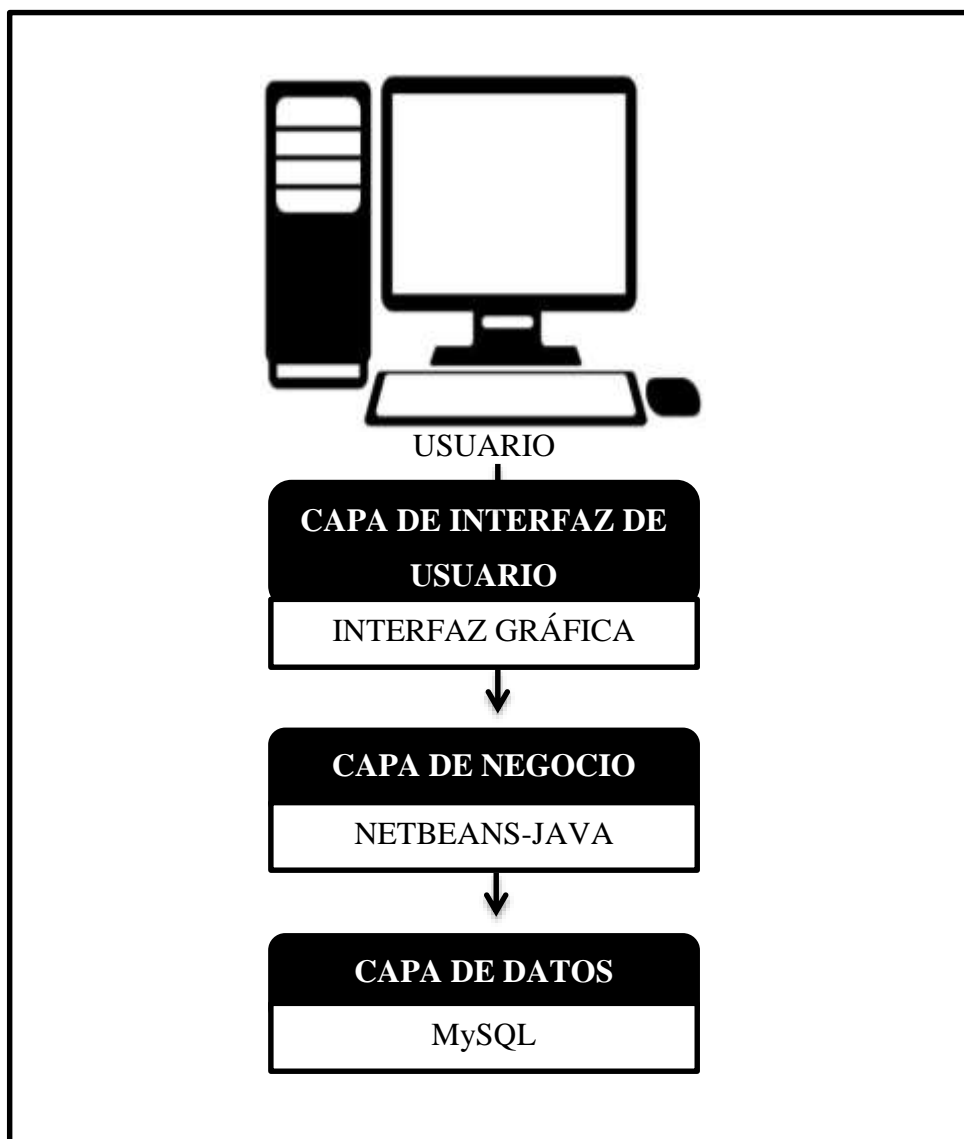 USUARIO
CAPA DE INTERFAZ DE
USUARIO
INTERFAZ GRÁFICA
CAPA DE NEGOCIO
NETBEANS-JAVA
CAPA DE DATOS
MySQL